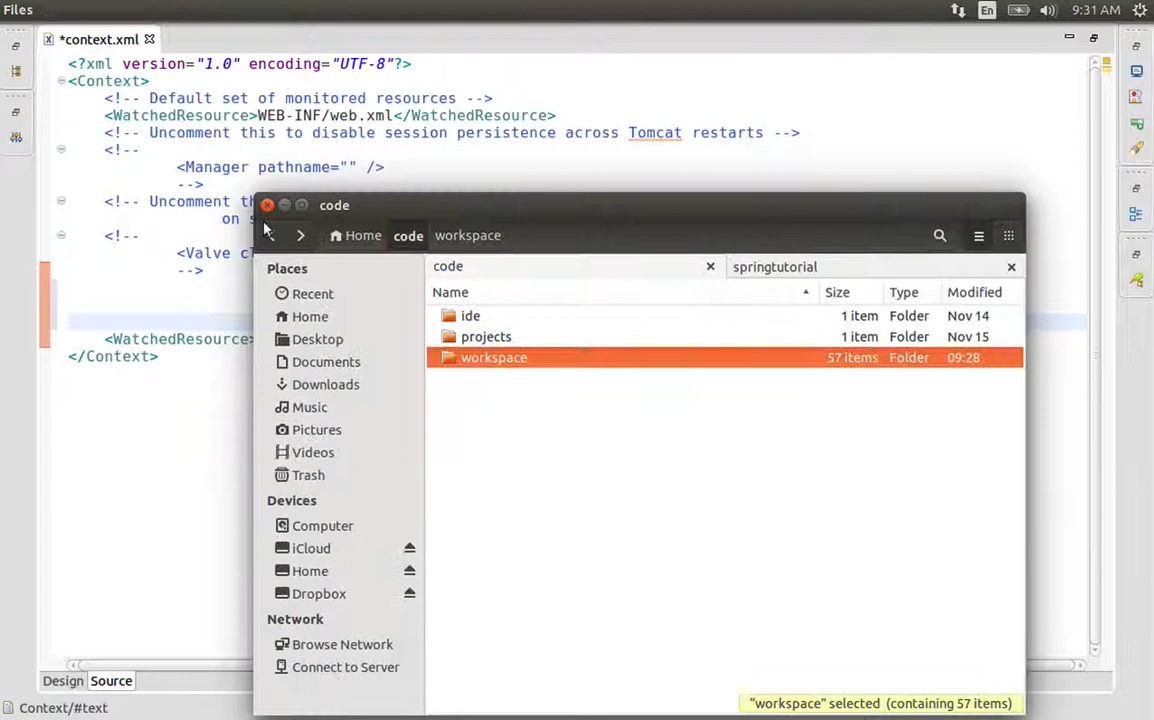 Files
En
9:31 AM
*context.xml
<?xml version="1.0" encoding="UTF-8"?>
<Context>
<!-- Default set of monitored resources -->
<WatchedResource>WEB-INF/web.xml</WatchedResource>
<!-- Uncomment this to disable session persistence across Tomcat restarts -->
<!--
<Manager pathname="" />
-->
<!-- Uncomment th
on s
<!--
<Valve cl
-->
<WatchedResource>
</Context>
Design
Source
Context/#text
code
Home
code
workspace
Places
Recent
Home
Desktop
Documents
Downloads
Music
Pictures
Videos
Trash
Devices
Computer
iCloud
Home
Dropbox
Network
Browse Network
Connect to Server
code
springtutorial
Name Size Type Modified
ide 1 item Folder Nov 14
projects 1 item Folder Nov 15
workspace 57 items Folder 09:28
"workspace" selected (containing 57 items)